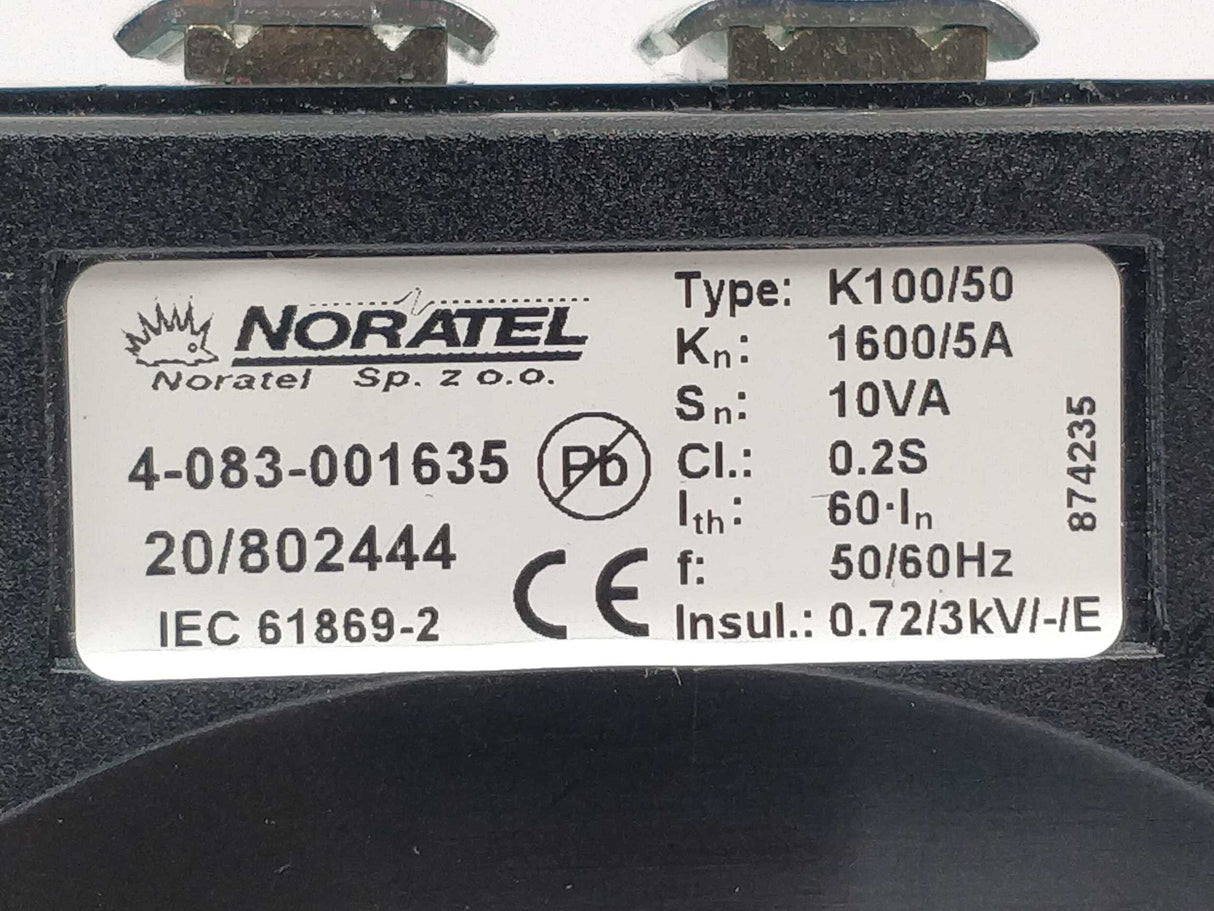 NORATEL
Noratel Sp. z o.o.
4-083-001635
Pb
20/802444
CE
IEC 61869-2
Type: K100/50
Kn: 1600/5A
Sn: 10VA
Cl.: 0.2S
Ith: 60·In
f: 50/60Hz
Insul.: 0.72/3kV/-/E
874235